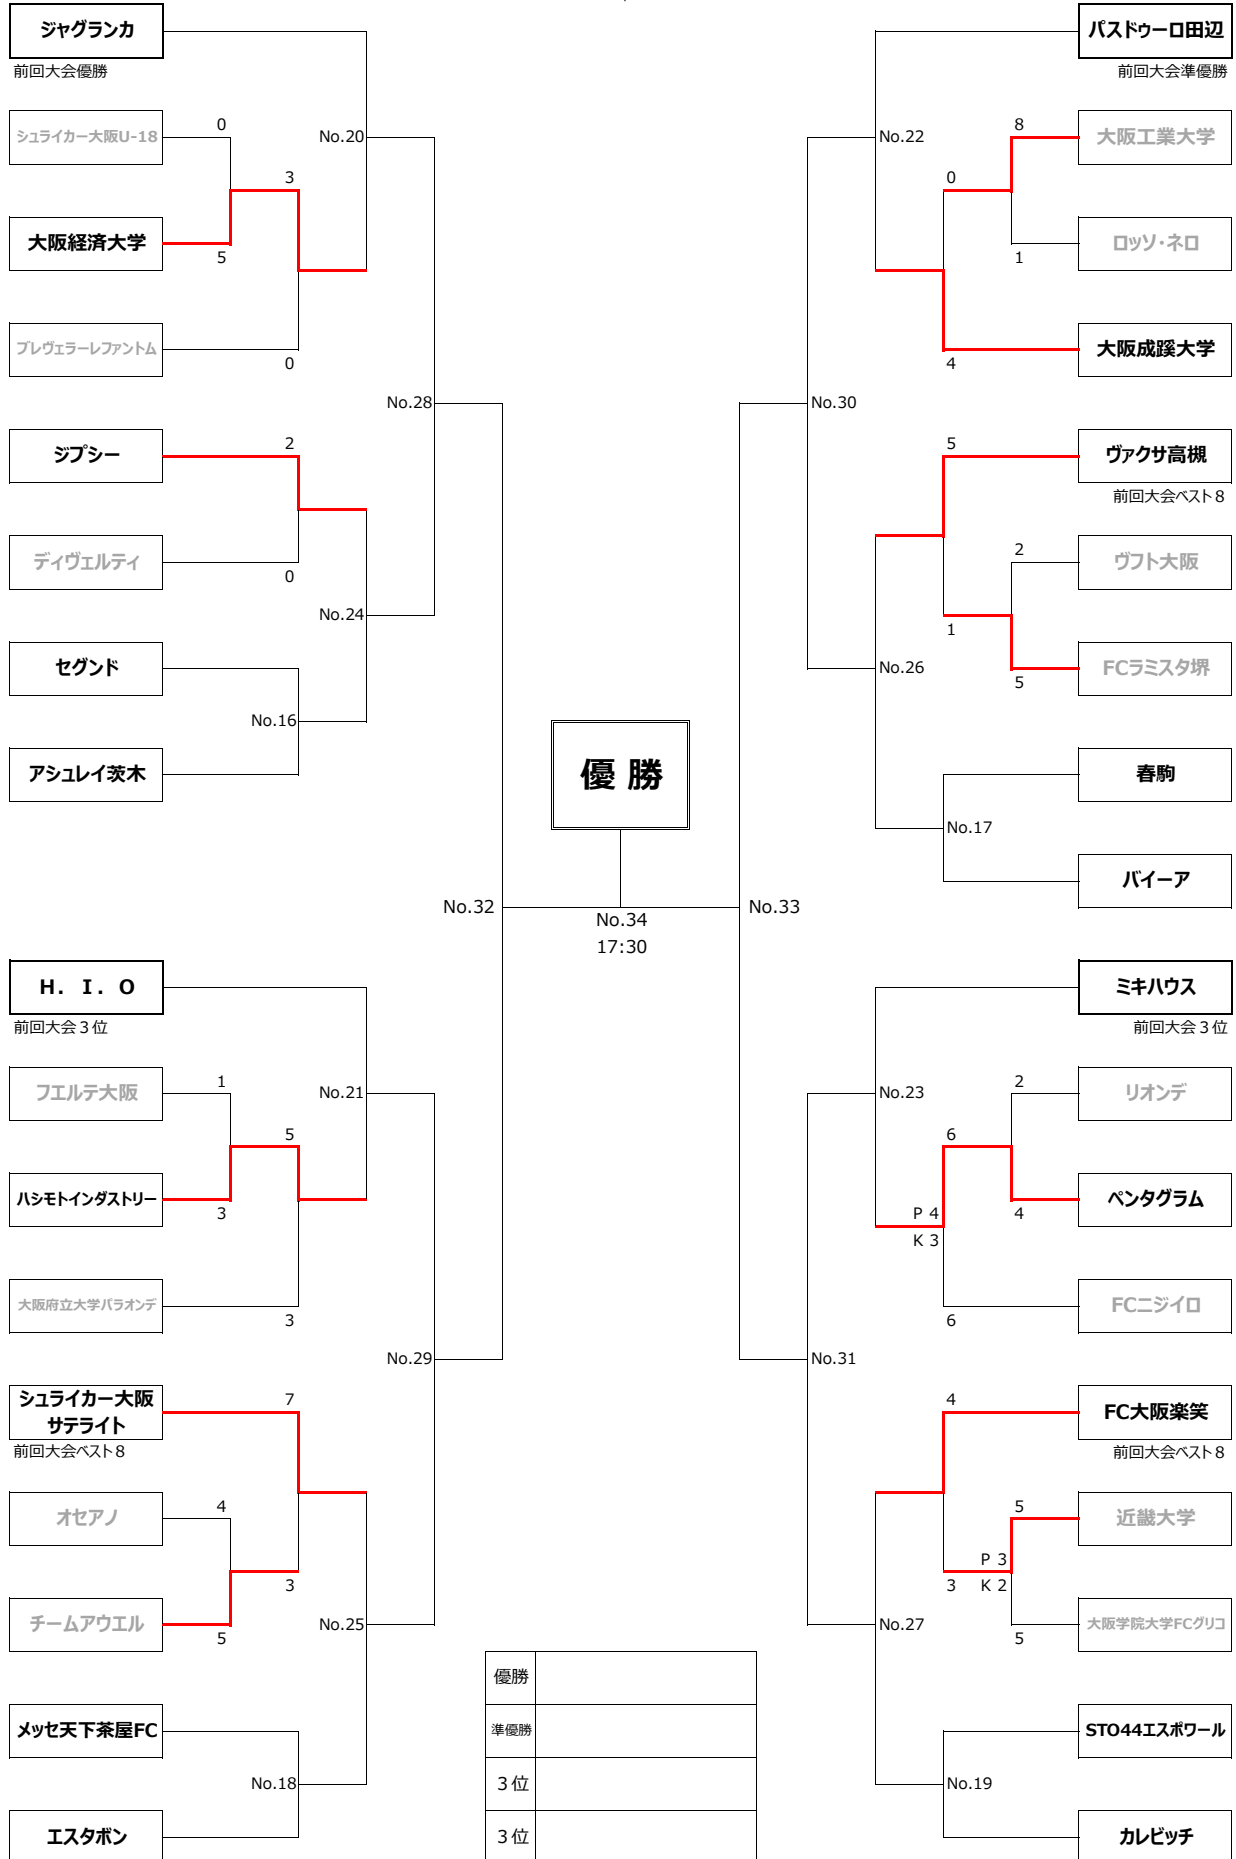 ジャグランカ
前回大会優勝
シュライカー大阪U-18
0
No.20
3
大阪経済大学
5
プレヴェラーレファントム
0
No.28
ジプシー
2
ディヴェルティ
0
No.24
セグンド
No.16
アシュレイ茨木
No.32
H．I．O
前回大会３位
フエルテ大阪
1
No.21
5
ハシモトインダストリー
3
大阪府立大学パラオンデ
3
No.29
シュライカー大阪
サテライト
7
前回大会ベスト８
オセアノ
4
3
チームアウエル
5
No.25
メッセ天下茶屋FC
No.18
エスタボン
優 勝
No.34
17:30
優勝
準優勝
３位
３位
パスドゥーロ田辺
前回大会準優勝
No.22
8
大阪工業大学
0
ロッソ・ネロ
1
大阪成蹊大学
4
No.30
5
ヴァクサ高槻
前回大会ベスト８
2
ヴフト大阪
1
No.26
FCラミスタ堺
5
春駒
No.17
バイーア
No.33
ミキハウス
前回大会３位
No.23
2
リオンデ
6
ペンタグラム
4
P 4
K 3
FCニジイロ
6
No.31
4
FC大阪楽笑
前回大会ベスト８
5
近畿大学
P 3
3 K 2
No.27
大阪学院大学FCグリコ
5
STO44エスポワール
No.19
カレビッチ